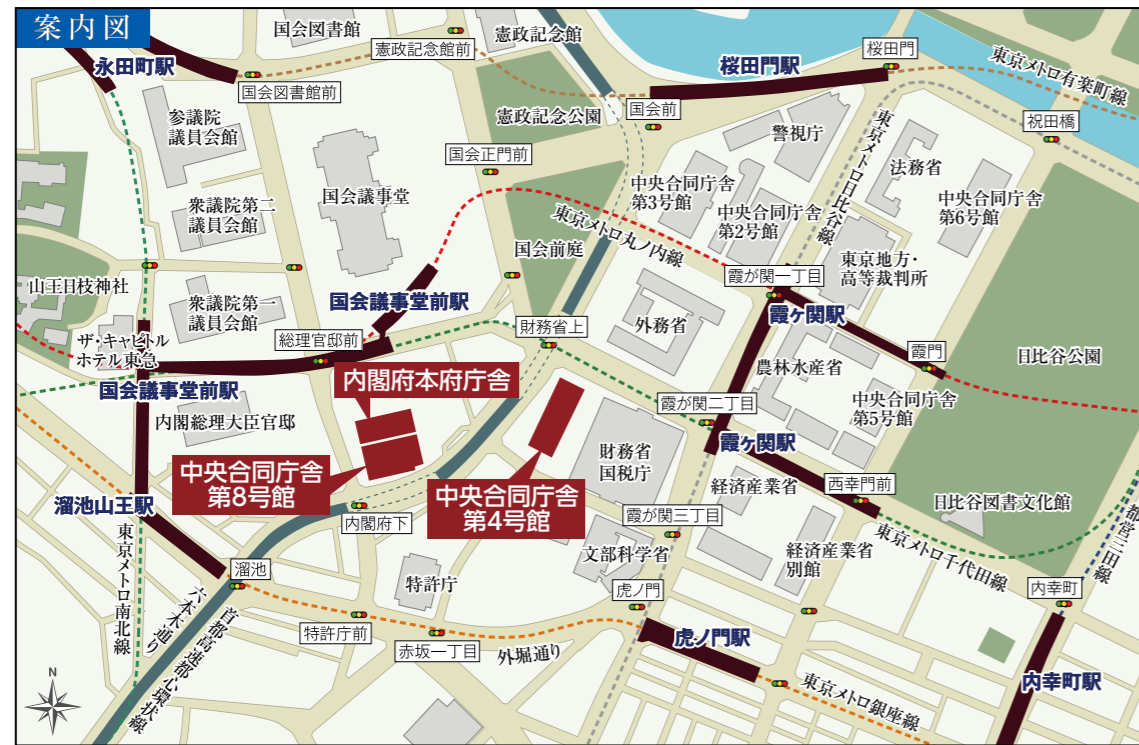 案内図
国会図書館
憲政記念館前
憲政記念館
桜田門
永田町駅
桜田門駅
東京メトロ有楽町線
国会図書館前
国会前
参議院
議員会館
憲政記念公園
警視庁
祝田橋
東京メトロ日比谷線
法務省
国会正門前
中央合同庁舎
第3号館
中央合同庁舎
第2号館
中央合同庁舎
第6号館
国会議事堂
衆議院第二
議員会館
東京メトロ丸ノ内線
国会前庭
東京地方・
高等裁判所
霞が関一丁目
山王日枝神社
衆議院第一
議員会館
国会議事堂前駅
霞ヶ関駅
外務省
財務省上
総理官邸前
ザ・キャピトル
ホテル東急
霞門
日比谷公園
農林水産省
内閣府本府庁舎
国会議事堂前駅
中央合同庁舎
第5号館
霞が関二丁目
内閣総理大臣官邸
霞ヶ関駅
財務省
国税庁
中央合同庁舎
第8号館
中央合同庁舎
第4号館
経済産業省
西幸門前
溜池山王駅
日比谷図書文化館
内閣府下
霞が関三丁目
都営三田線
東京メトロ南北線
文部科学省
経済産業省
別館
東京メトロ千代田線
溜池
特許庁
虎ノ門
内幸町
首都高速都心環状線
六本木通り
特許庁前
赤坂一丁目
外堀通り
虎ノ門駅
内幸町駅
東京メトロ銀座線
N